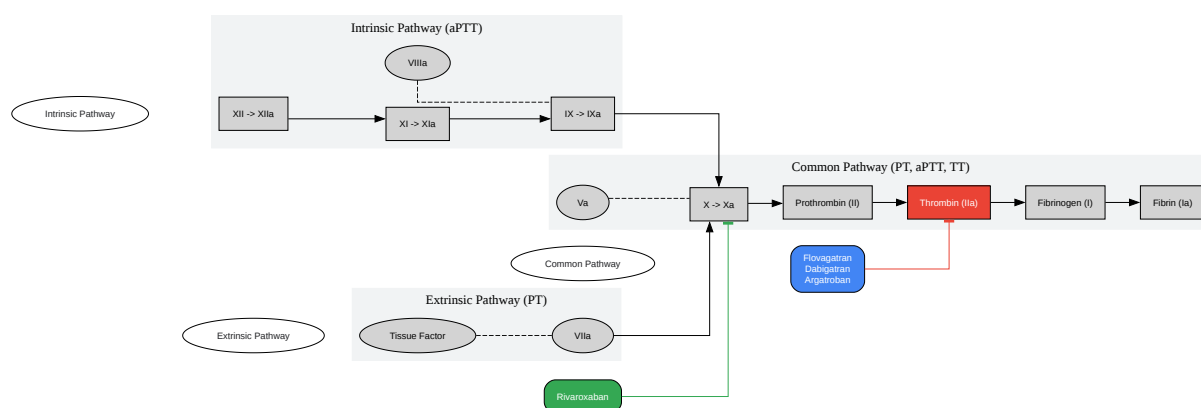 Intrinsic Pathway (aPTT)
VIIIa
Intrinsic Pathway
XII -> XIIa
XI -> XIa
IX -> IXa
Common Pathway (PT, aPTT, TT)
Va
X -> Xa
Prothrombin (II)
Thrombin (IIa)
Fibrinogen (I)
Fibrin (Ia)
Common Pathway
Flovagatran
Dabigatran
Argatroban
Extrinsic Pathway (PT)
Extrinsic Pathway
Tissue Factor
VIIa
Rivaroxaban